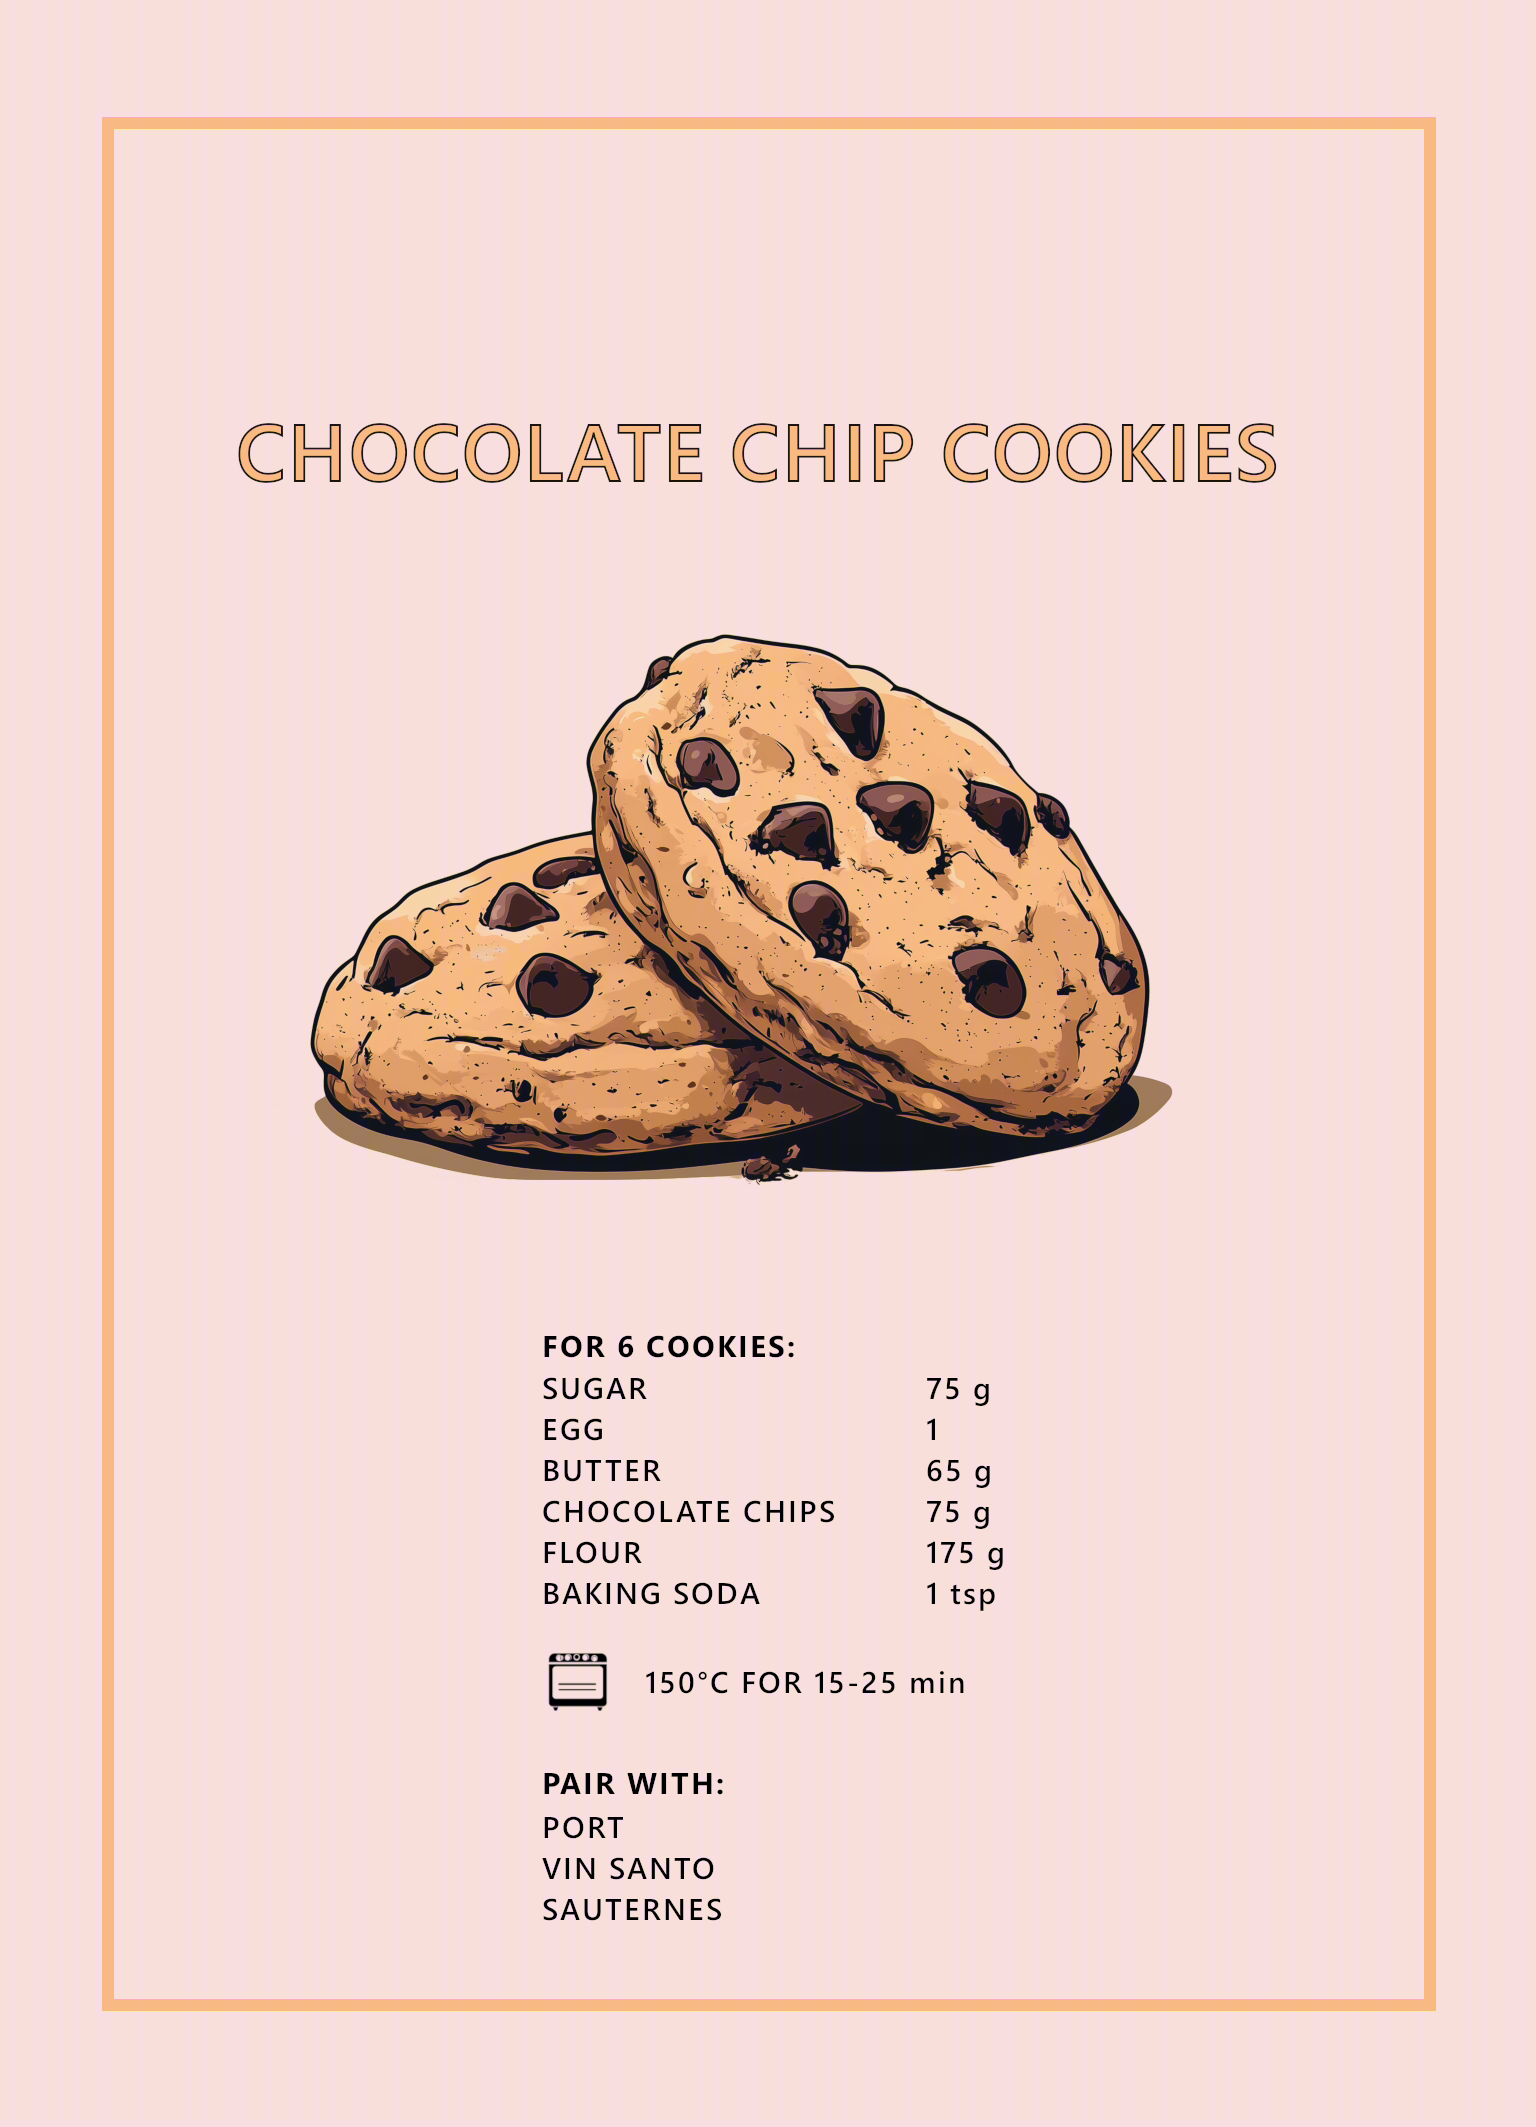 CHOCOLATE CHIP COOKIES
FOR 6 COOKIES:
SUGAR 75 g
EGG 1
BUTTER 65 g
CHOCOLATE CHIPS 75 g
FLOUR 175 g
BAKING SODA 1 tsp
150°C FOR 15-25 min
PAIR WITH:
PORT
VIN SANTO
SAUTERNES